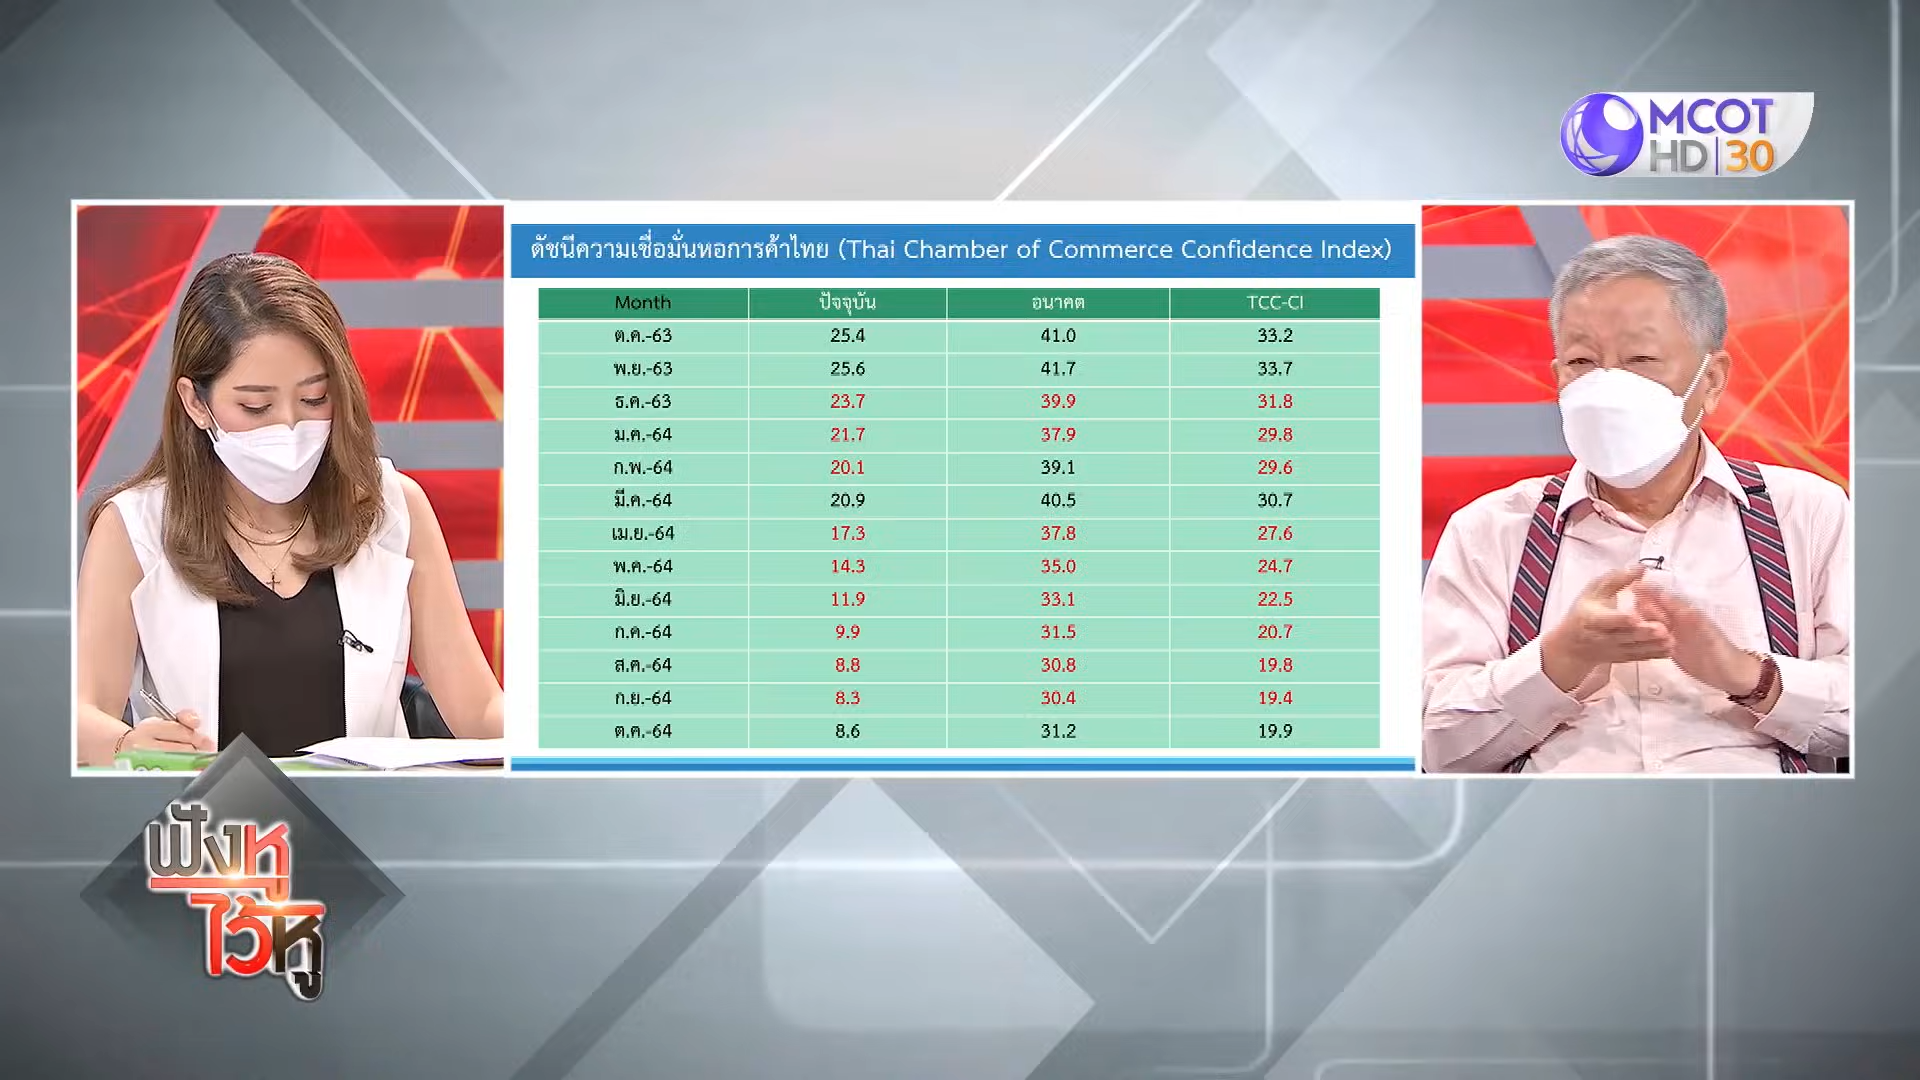 MCOT
HD 30
ดัชนีความเชื่อมั่นหอการค้าไทย (Thai Chamber of Commerce Confidence Index)
Month ปัจจุบัน อนาคต TCC-CI
ต.ค.-63 25.4 41.0 33.2
พ.ย.-63 25.6 41.7 33.7
ธ.ค.-63 23.7 39.9 31.8
ม.ค.-64 21.7 37.9 29.8
ก.พ.-64 20.1 39.1 29.6
มี.ค.-64 20.9 40.5 30.7
เม.ย.-64 17.3 37.8 27.6
พ.ค.-64 14.3 35.0 24.7
มิ.ย.-64 11.9 33.1 22.5
ก.ค.-64 9.9 31.5 20.7
ส.ค.-64 8.8 30.8 19.8
ก.ย.-64 8.3 30.4 19.4
ต.ค.-64 8.6 31.2 19.9
ฟังหู
ไว้หู